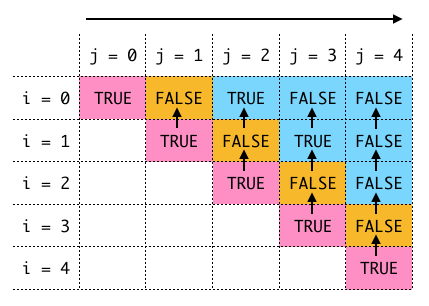 j = 0 j = 1 j = 2 j = 3 j = 4
i = 0 TRUE FALSE TRUE FALSE FALSE
i = 1 TRUE FALSE TRUE FALSE
i = 2 TRUE FALSE FALSE
i = 3 TRUE FALSE
i = 4 TRUE